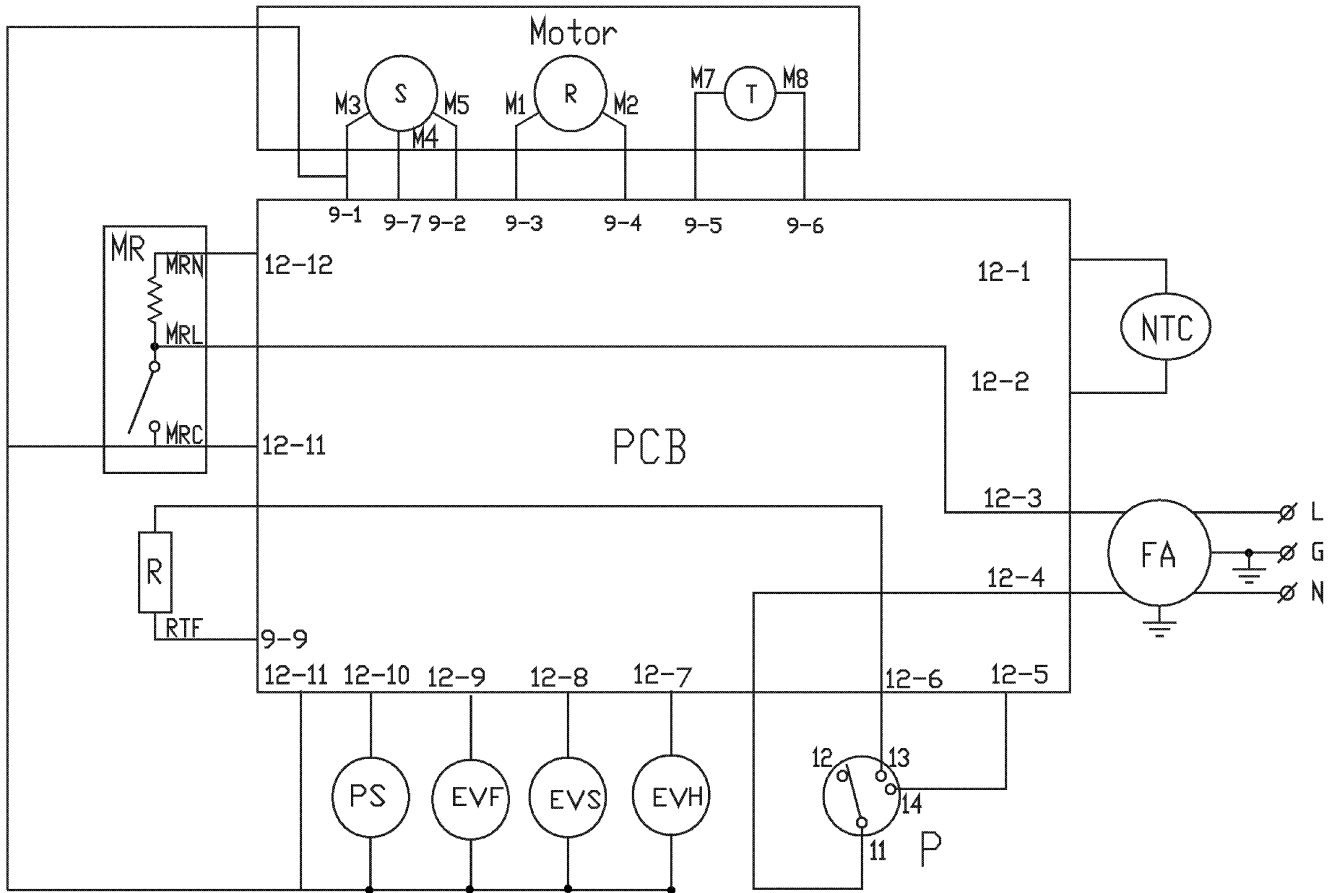 Motor
S
R
T
M3
M5
M4
M1
M2
M7
M8
9-1
9-7
9-2
9-3
9-4
9-5
9-6
MR
MRN
12-12
12-1
NTC
MRL
12-2
MRC
12-11
PCB
12-3
L
FA
G
12-4
N
R
RTF
9-9
12-11
12-10
12-9
12-8
12-7
12-6
12-5
12
13
PS
EVF
EVS
EVH
14
11
P